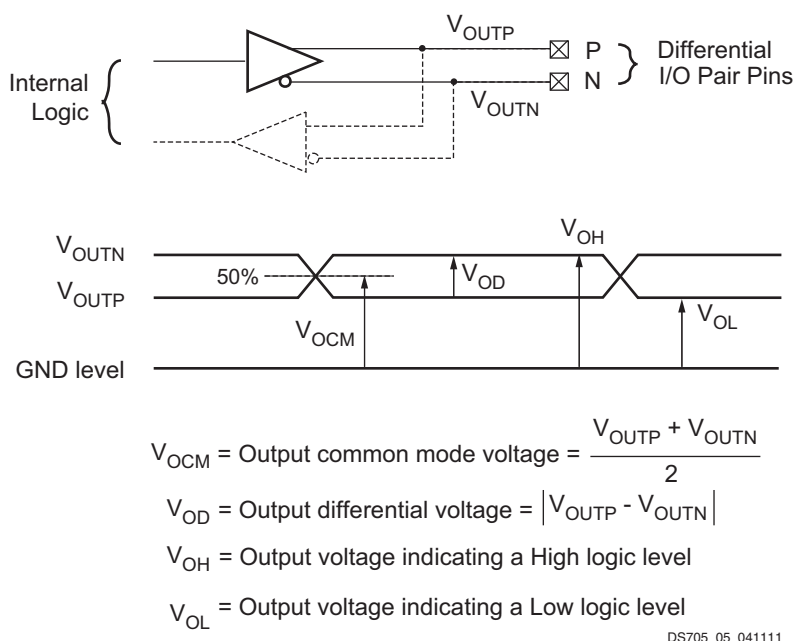 V_OUTP
Internal Logic
P
N
Differential I/O Pair Pins
V_OUTN
V_OUTN
V_OUTP
50%
V_OCM
V_OD
V_OH
V_OL
GND level
V_OCM = Output common mode voltage = (V_OUTP + V_OUTN) / 2
V_OD = Output differential voltage = |V_OUTP - V_OUTN|
V_OH = Output voltage indicating a High logic level
V_OL = Output voltage indicating a Low logic level
DS705_05_041111